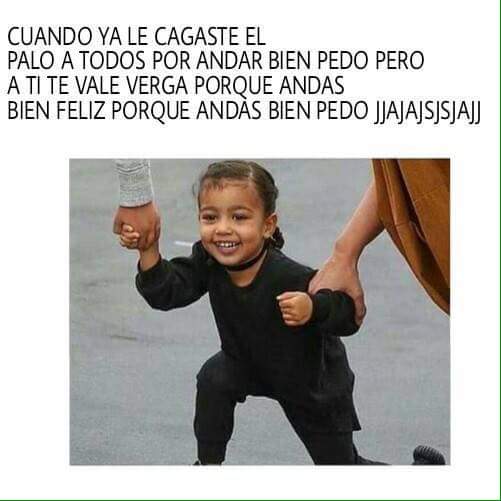 CUANDO YA LE CAGASTE EL
PALO A TODOS POR ANDAR BIEN PEDO PERO
A TI TE VALE VERGA PORQUE ANDAS
BIEN FELIZ PORQUE ANDAS BIEN PEDO JJAJAJSJSJAJJ